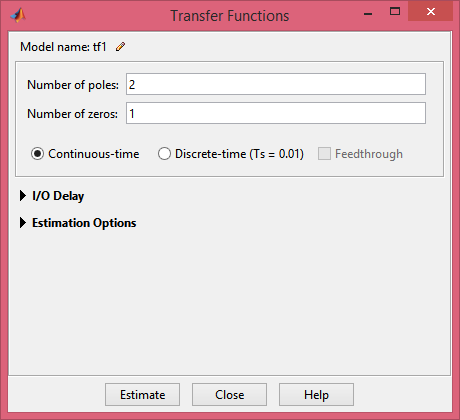 Transfer Functions
Model name: tf1
Number of poles: 2
Number of zeros: 1
Continuous-time Discrete-time (Ts = 0.01) Feedthrough
I/O Delay
Estimation Options
Estimate Close Help